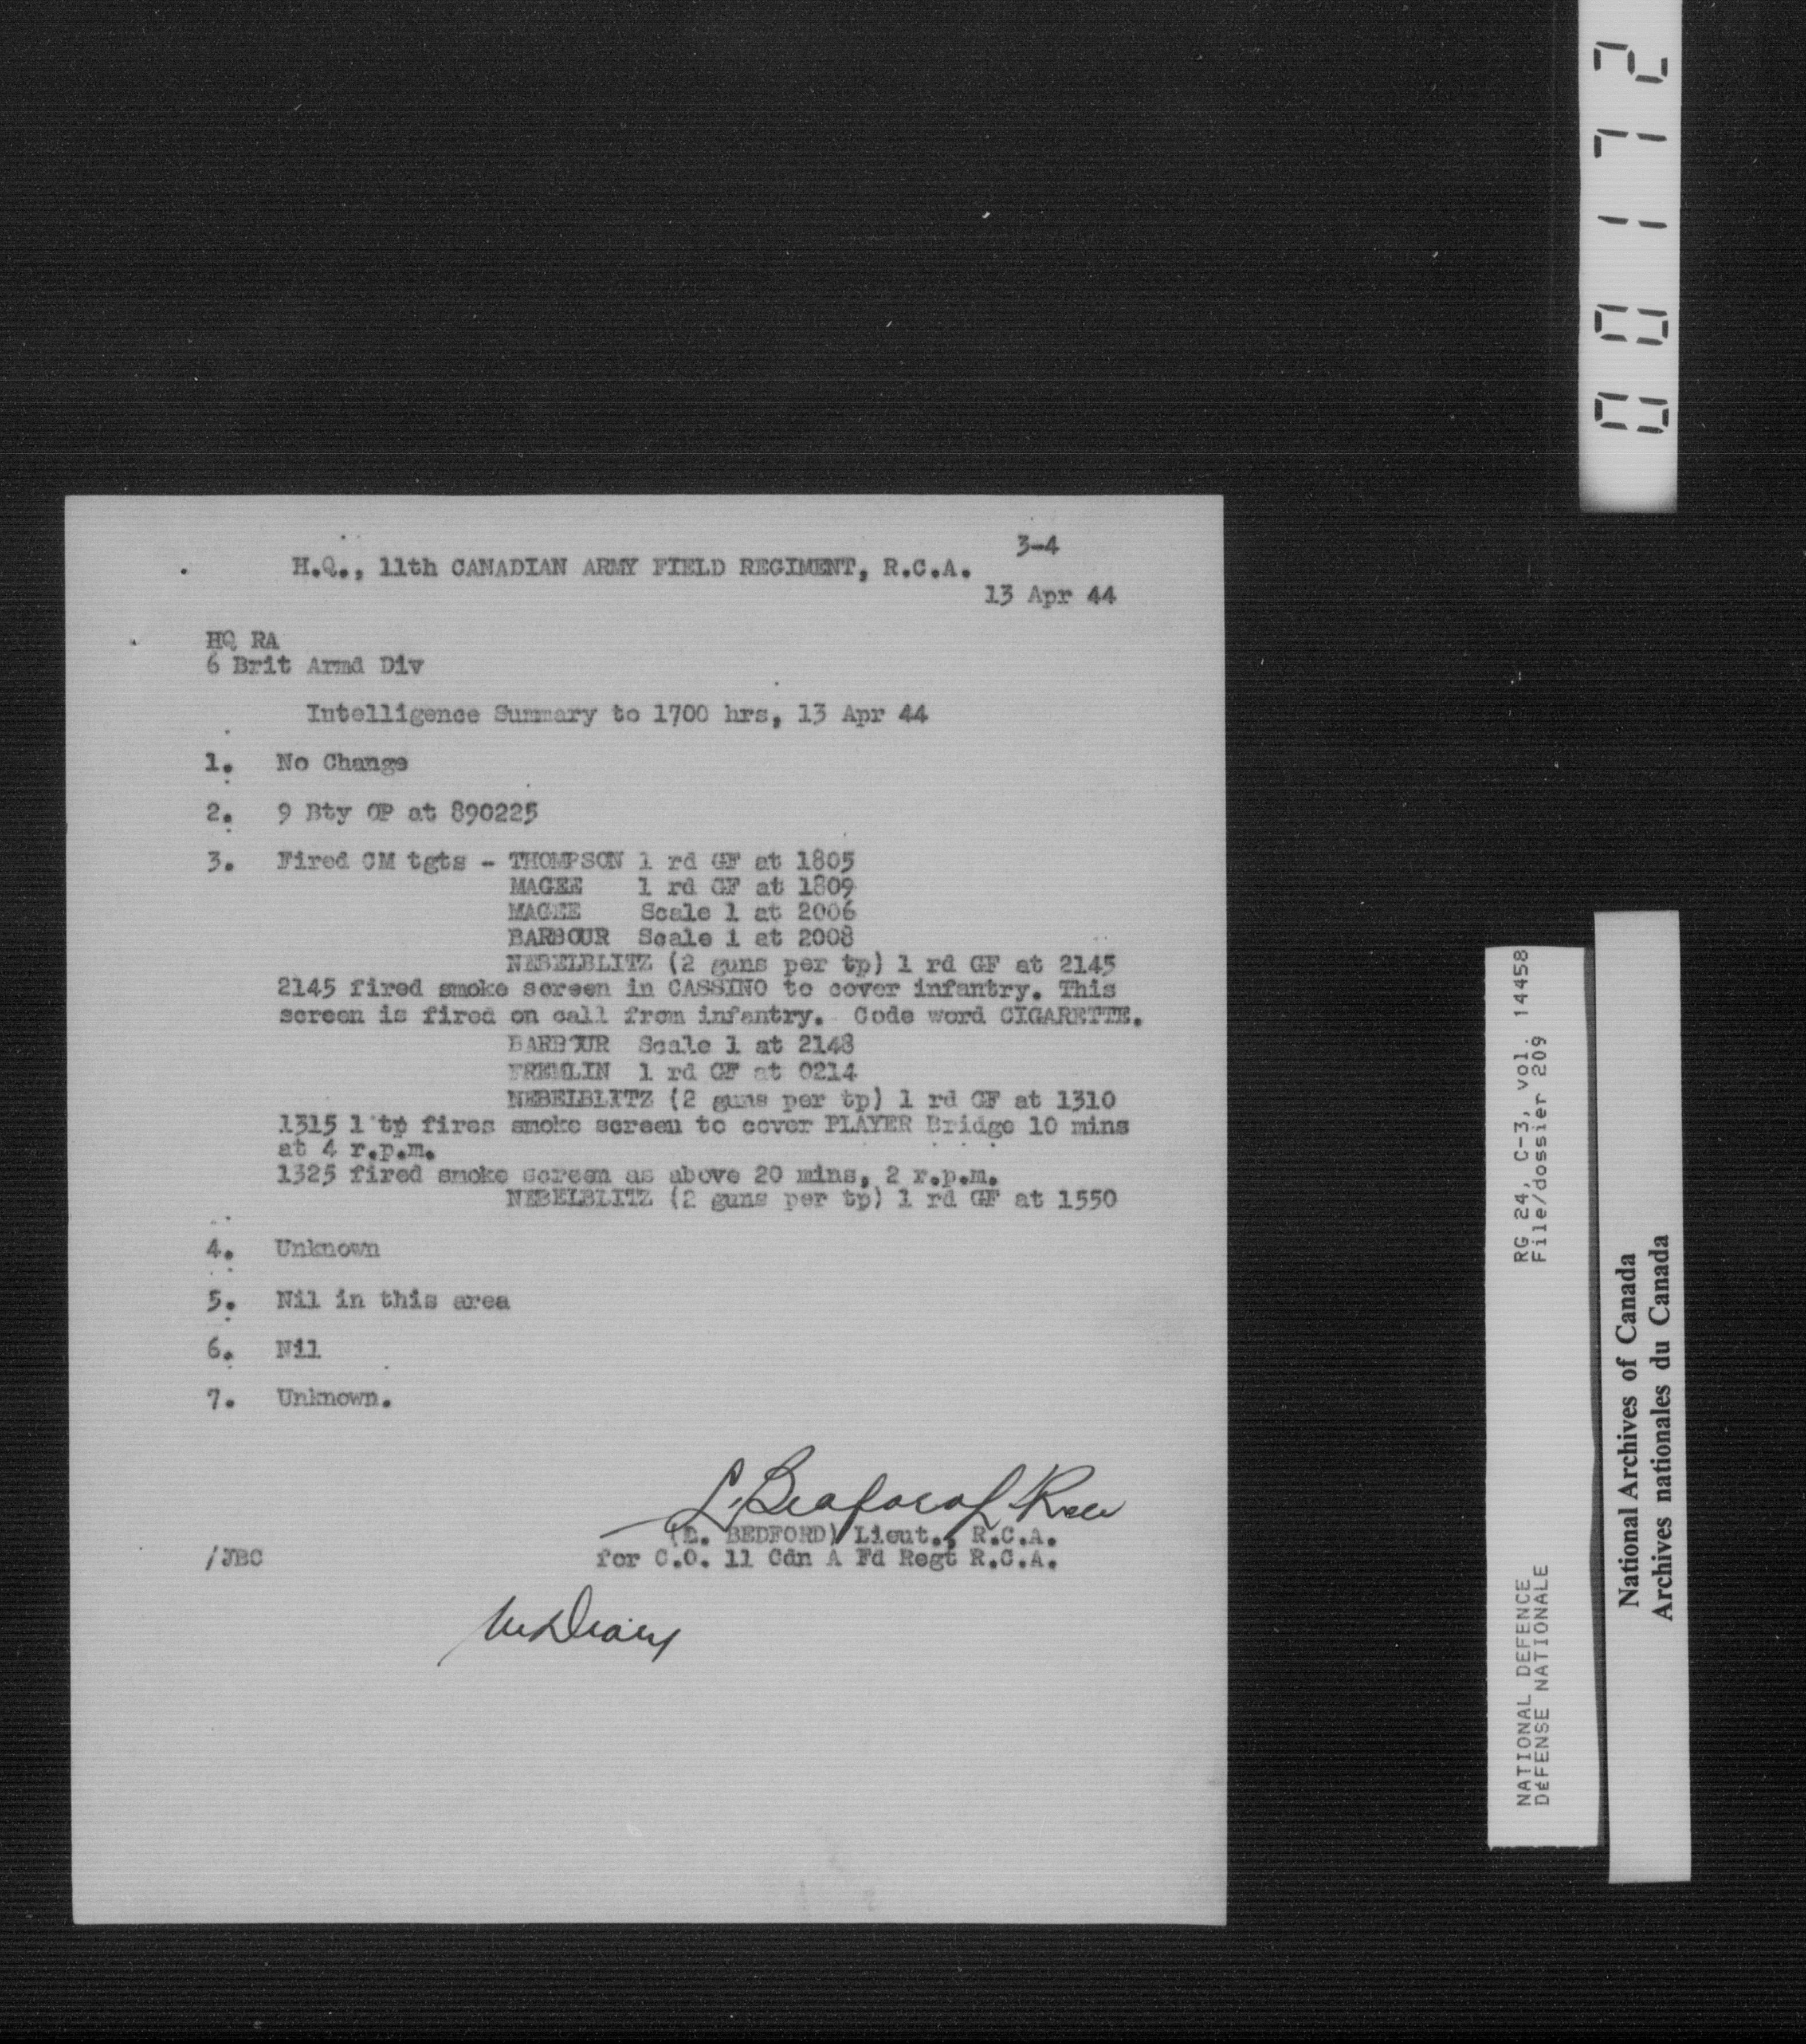 3-4
H.Q., 11th CANADIAN ARMY FIELD REGIMENT, R.C.A.
13 Apr 44
HQ RA
6 Brit Armd Div
Intelligence Summary to 1700 hrs, 13 Apr 44
1. No Change
2. 9 Bty OP at 890225
3. Fired CM tgts - THOMPSON 1 rd GF at 1805
MAGEE 1 rd GF at 1809
MAGEE Scale 1 at 2006
BARBOUR Scale 1 at 2008
NEBELBLITZ (2 guns per tp) 1 rd GF at 2145
2145 fired smoke screen in CASSINO to cover infantry. This
screen is fired on call from infantry. Code word CIGARETTE.
BARBOUR Scale 1 at 2148
FREMLIN 1 rd GF at 0214
NEBELBLITZ (2 guns per tp) 1 rd GF at 1310
1315 1 tp fires smoke screen to cover PLAYER Bridge 10 mins
at 4 r.p.m.
1325 fired smoke screen as above 20 mins, 2 r.p.m.
NEBELBLITZ (2 guns per tp) 1 rd GF at 1550
4. Unknown
5. Nil in this area
6. Nil
7. Unknown.
L. Bedford
(L. BEDFORD) Lieut., R.C.A.
/JBC for C.O. 11 Cdn A Fd Regt R.C.A.
Diary
00172
RG 24, C-3, vol. 14458
File/dossier 209
NATIONAL DEFENCE
DéFENSE NATIONALE
National Archives of Canada
Archives nationales du Canada